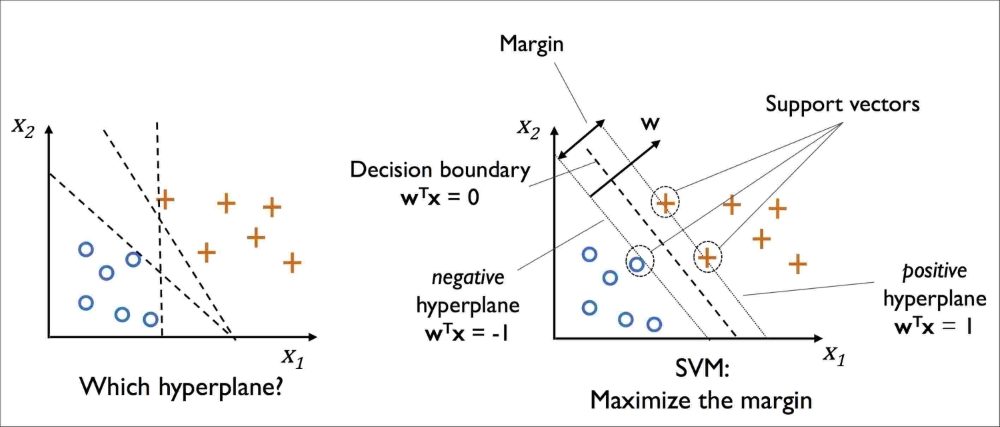 x2
x1
Which hyperplane?
Margin
Support vectors
x2
w
Decision boundary
wᵀx = 0
negative
hyperplane
wᵀx = -1
positive
hyperplane
wᵀx = 1
x1
SVM:
Maximize the margin